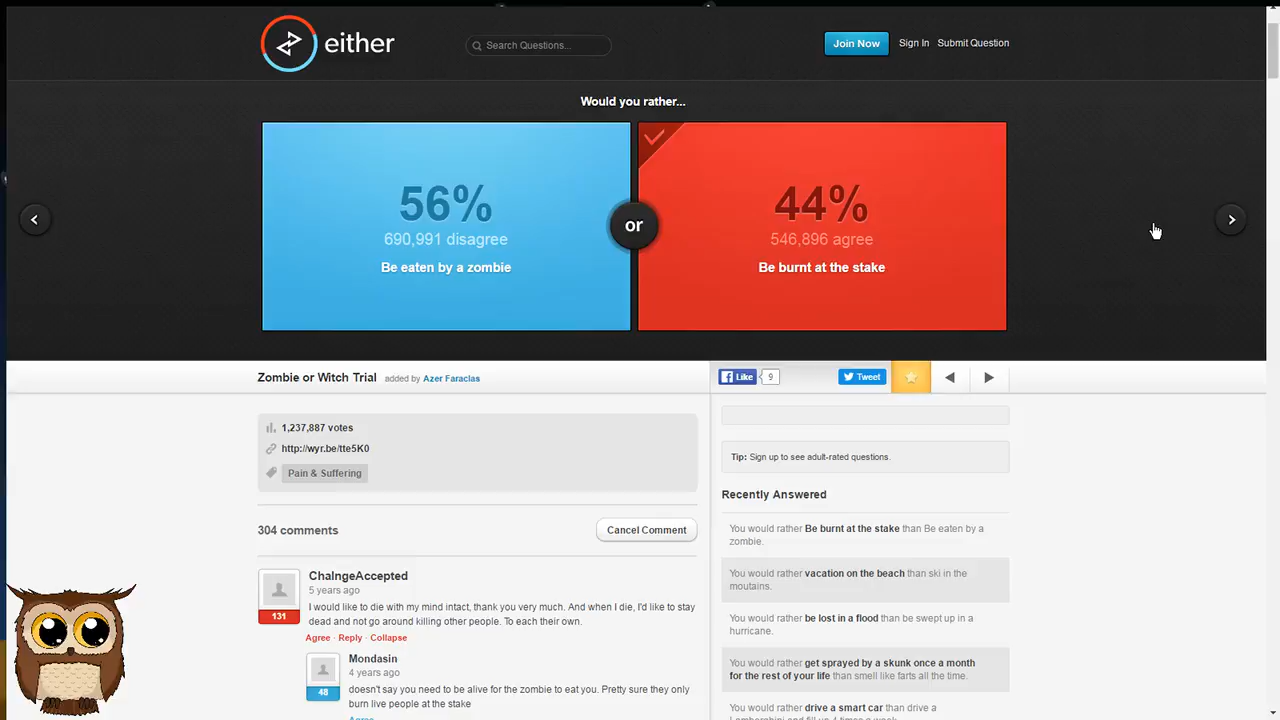 either
Search Questions...
Join Now
Sign In
Submit Question
Would you rather...
56%
690,991 disagree
Be eaten by a zombie
or
44%
546,896 agree
Be burnt at the stake
Zombie or Witch Trial
added by Azer Faraclas
Like
9
Tweet
1,237,887 votes
http://wyr.be/tte5K0
Pain & Suffering
304 comments
Cancel Comment
131
ChalngeAccepted
5 years ago
I would like to die with my mind intact, thank you very much. And when I die, I'd like to stay
dead and not go around killing other people. To each their own.
Agree · Reply · Collapse
48
Mondasin
4 years ago
doesn't say you need to be alive for the zombie to eat you. Pretty sure they only
burn live people at the stake
Tip: Sign up to see adult-rated questions.
Recently Answered
You would rather Be burnt at the stake than Be eaten by a
zombie.
You would rather vacation on the beach than ski in the
moutains.
You would rather be lost in a flood than be swept up in a
hurricane.
You would rather get sprayed by a skunk once a month
for the rest of your life than smell like farts all the time.
You would rather drive a smart car than drive a